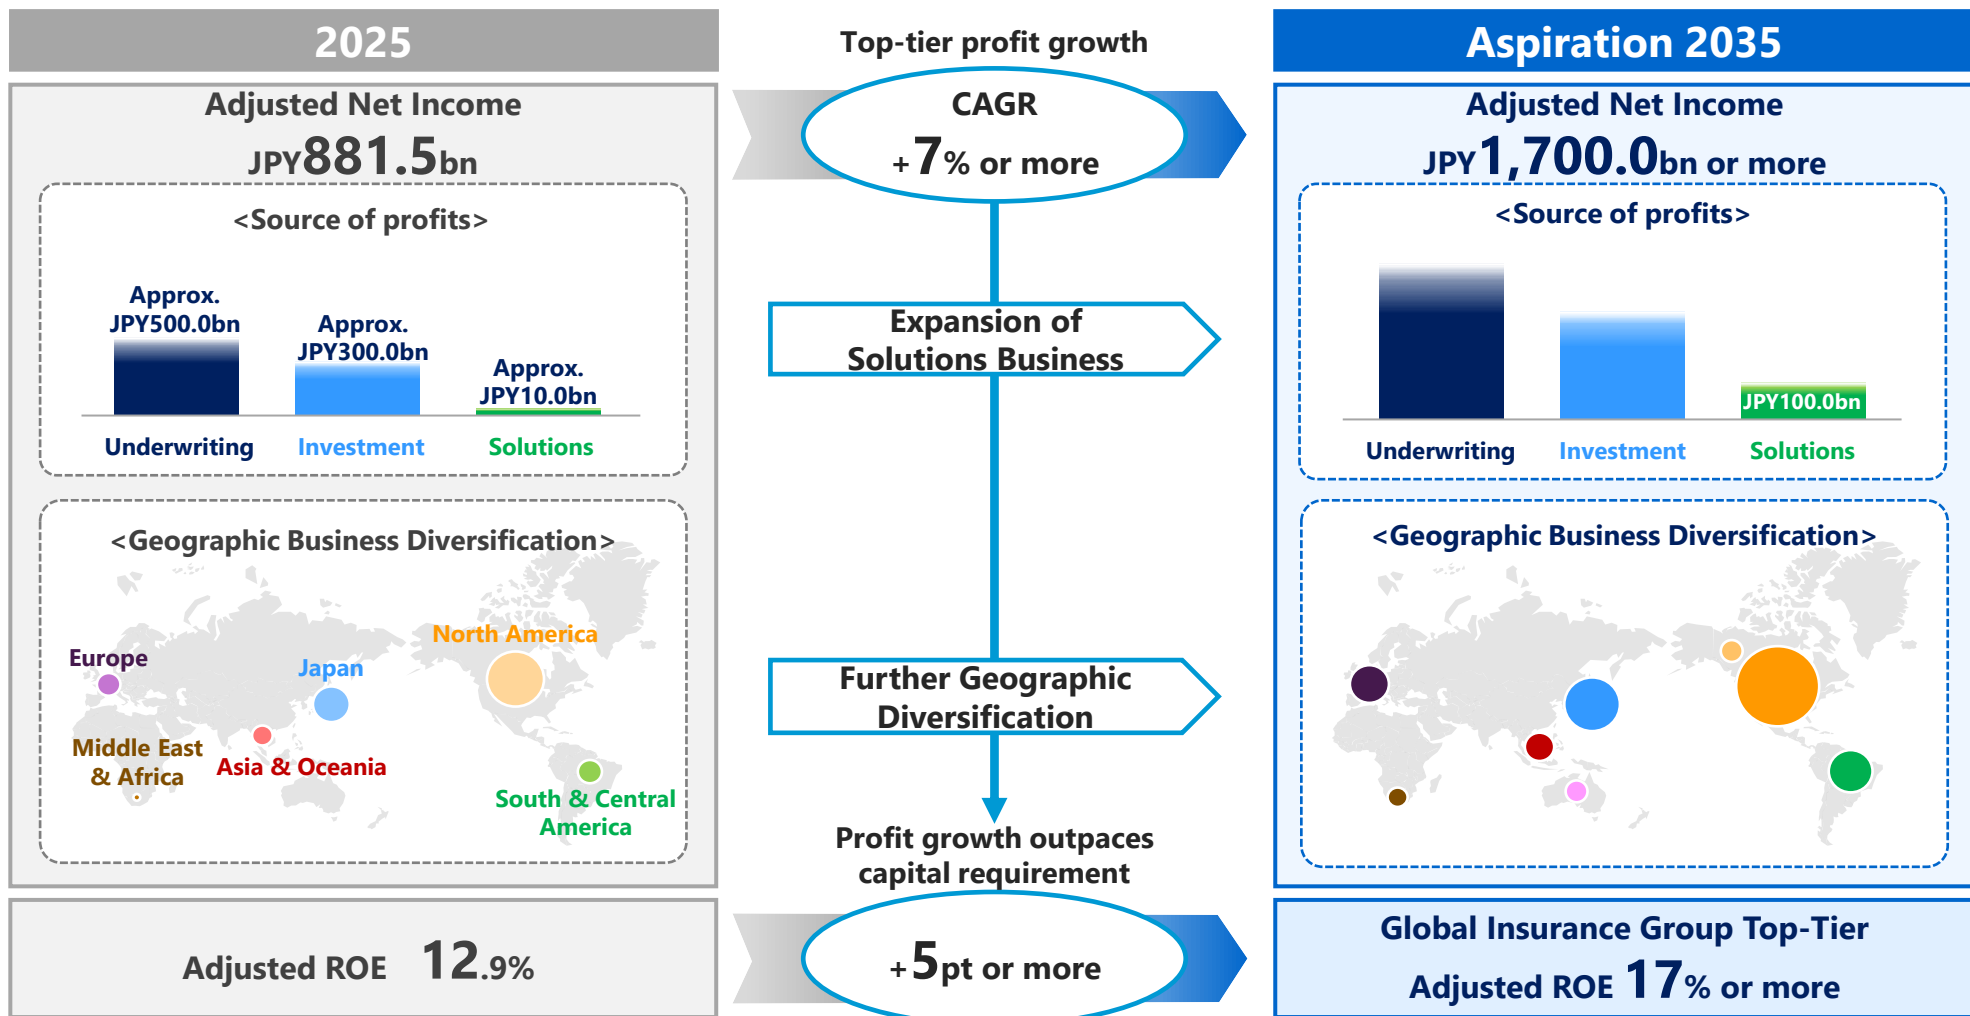 2025
Adjusted Net Income
JPY881.5bn
<Source of profits>
Approx.
JPY500.0bn
Approx.
JPY300.0bn
Approx.
JPY10.0bn
Underwriting
Investment
Solutions
<Geographic Business Diversification>
North America
Europe
Japan
Middle East
& Africa
Asia & Oceania
South & Central
America
Adjusted ROE 12.9%
Top-tier profit growth
CAGR
+7% or more
Expansion of
Solutions Business
Further Geographic
Diversification
Profit growth outpaces
capital requirement
+5pt or more
Aspiration 2035
Adjusted Net Income
JPY1,700.0bn or more
<Source of profits>
JPY100.0bn
Underwriting
Investment
Solutions
<Geographic Business Diversification>
Global Insurance Group Top-Tier
Adjusted ROE 17% or more